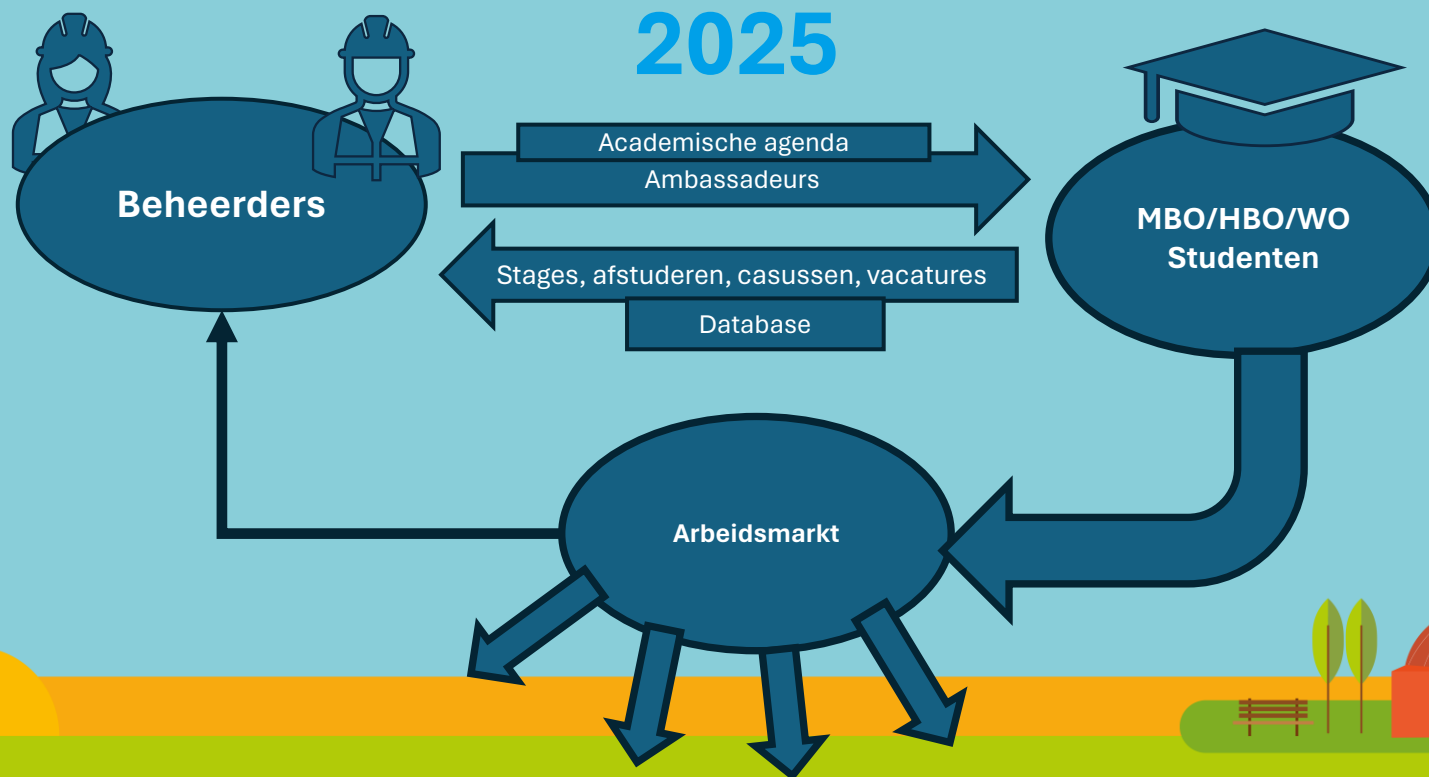 2025
Academische agenda
Ambassadeurs
Beheerders
MBO/HBO/WO
Studenten
Stages, afstuderen, casussen, vacatures
Database
Arbeidsmarkt